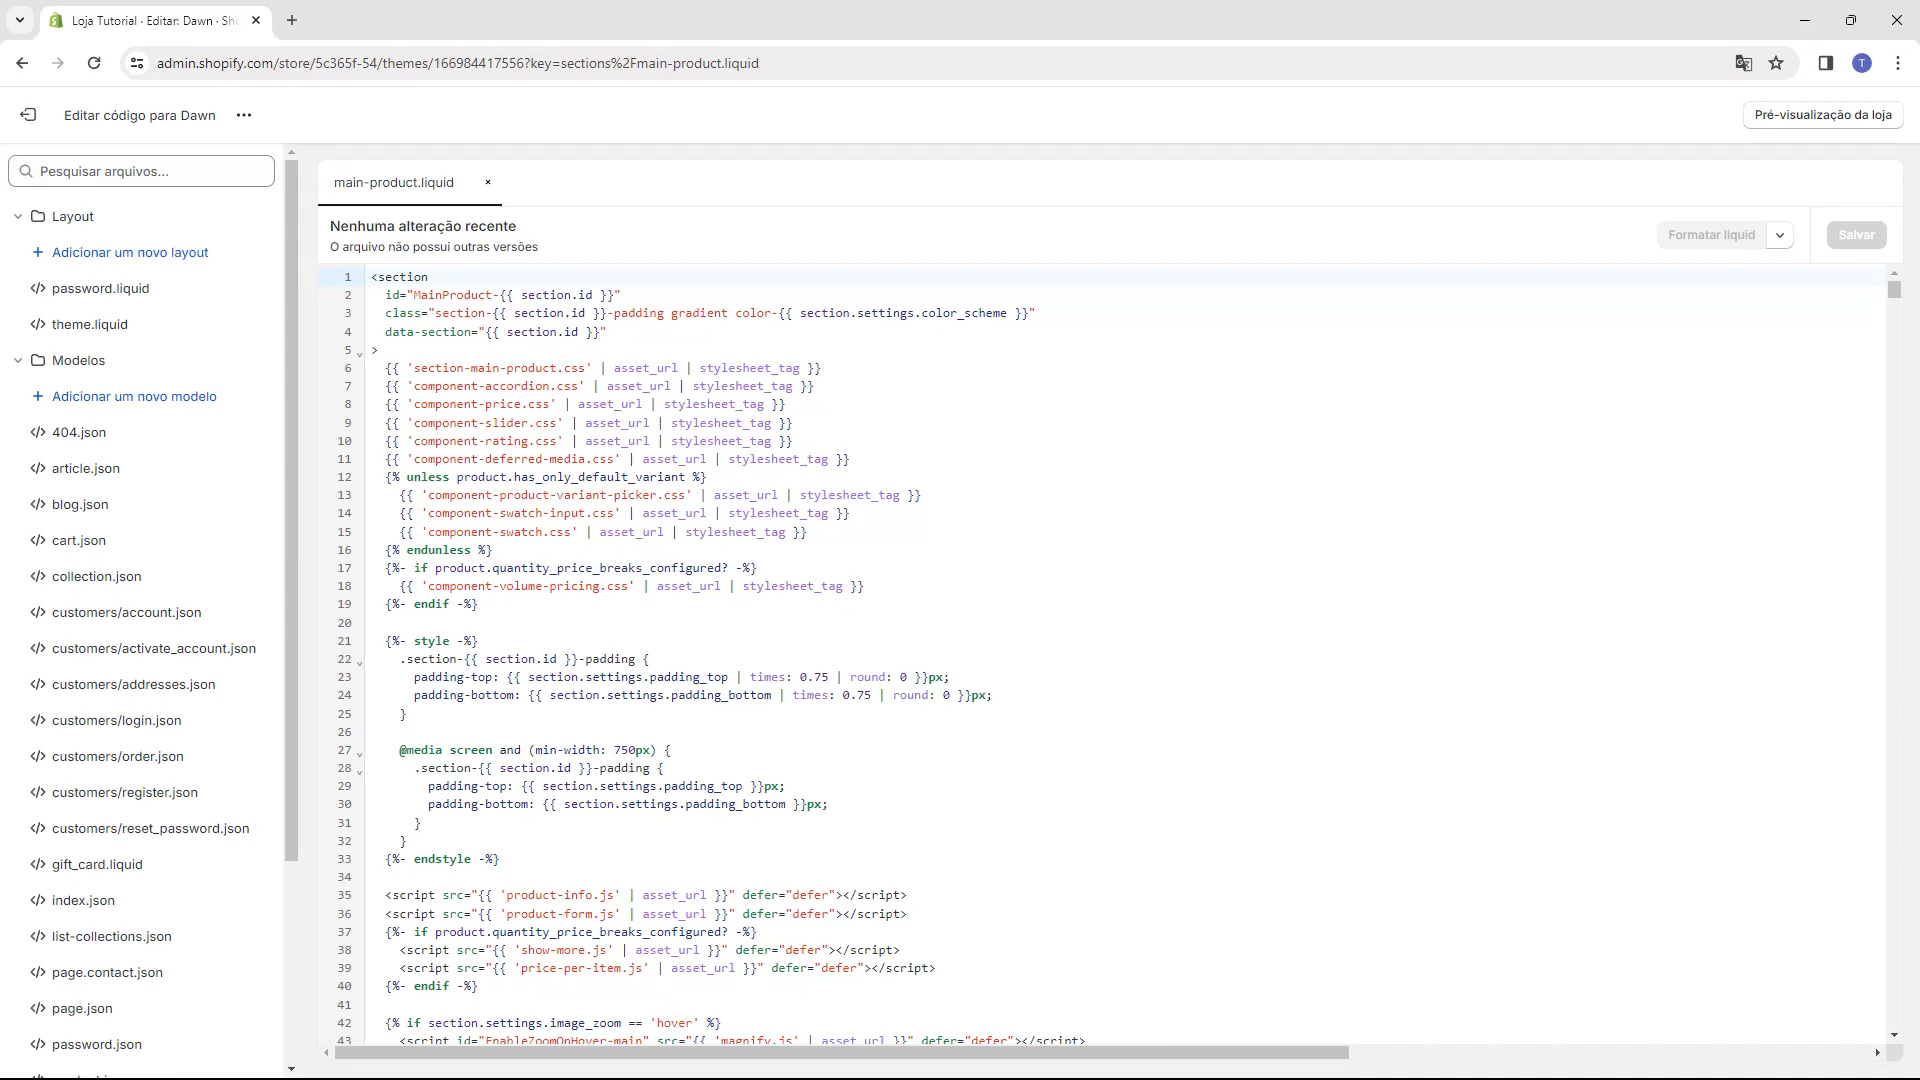 Loja Tutorial · Editar: Dawn · Sh
admin.shopify.com/store/5c365f-54/themes/166984417556?key=sections%2Fmain-product.liquid
T
Editar código para Dawn
Pré-visualização da loja
Pesquisar arquivos...
Layout
Adicionar um novo layout
password.liquid
theme.liquid
Modelos
Adicionar um novo modelo
404.json
article.json
blog.json
cart.json
collection.json
customers/account.json
customers/activate_account.json
customers/addresses.json
customers/login.json
customers/order.json
customers/register.json
customers/reset_password.json
gift_card.liquid
index.json
list-collections.json
page.contact.json
page.json
password.json
main-product.liquid
Nenhuma alteração recente
O arquivo não possui outras versões
Formatar liquid
Salvar
1 <section
2 id="MainProduct-{{ section.id }}"
3 class="section-{{ section.id }}-padding gradient color-{{ section.settings.color_scheme }}"
4 data-section="{{ section.id }}"
5 >
6 {{ 'section-main-product.css' | asset_url | stylesheet_tag }}
7 {{ 'component-accordion.css' | asset_url | stylesheet_tag }}
8 {{ 'component-price.css' | asset_url | stylesheet_tag }}
9 {{ 'component-slider.css' | asset_url | stylesheet_tag }}
10 {{ 'component-rating.css' | asset_url | stylesheet_tag }}
11 {{ 'component-deferred-media.css' | asset_url | stylesheet_tag }}
12 {% unless product.has_only_default_variant %}
13 {{ 'component-product-variant-picker.css' | asset_url | stylesheet_tag }}
14 {{ 'component-swatch-input.css' | asset_url | stylesheet_tag }}
15 {{ 'component-swatch.css' | asset_url | stylesheet_tag }}
16 {% endunless %}
17 {%- if product.quantity_price_breaks_configured? -%}
18 {{ 'component-volume-pricing.css' | asset_url | stylesheet_tag }}
19 {%- endif -%}
20
21 {%- style -%}
22 .section-{{ section.id }}-padding {
23 padding-top: {{ section.settings.padding_top | times: 0.75 | round: 0 }}px;
24 padding-bottom: {{ section.settings.padding_bottom | times: 0.75 | round: 0 }}px;
25 }
26
27 @media screen and (min-width: 750px) {
28 .section-{{ section.id }}-padding {
29 padding-top: {{ section.settings.padding_top }}px;
30 padding-bottom: {{ section.settings.padding_bottom }}px;
31 }
32 }
33 {%- endstyle -%}
34
35 <script src="{{ 'product-info.js' | asset_url }}" defer="defer"></script>
36 <script src="{{ 'product-form.js' | asset_url }}" defer="defer"></script>
37 {%- if product.quantity_price_breaks_configured? -%}
38 <script src="{{ 'show-more.js' | asset_url }}" defer="defer"></script>
39 <script src="{{ 'price-per-item.js' | asset_url }}" defer="defer"></script>
40 {%- endif -%}
41
42 {% if section.settings.image_zoom == 'hover' %}
43 <script id="EnableZoomOnHover-main" src="{{ 'magnify.js' | asset_url }}" defer="defer"></script>